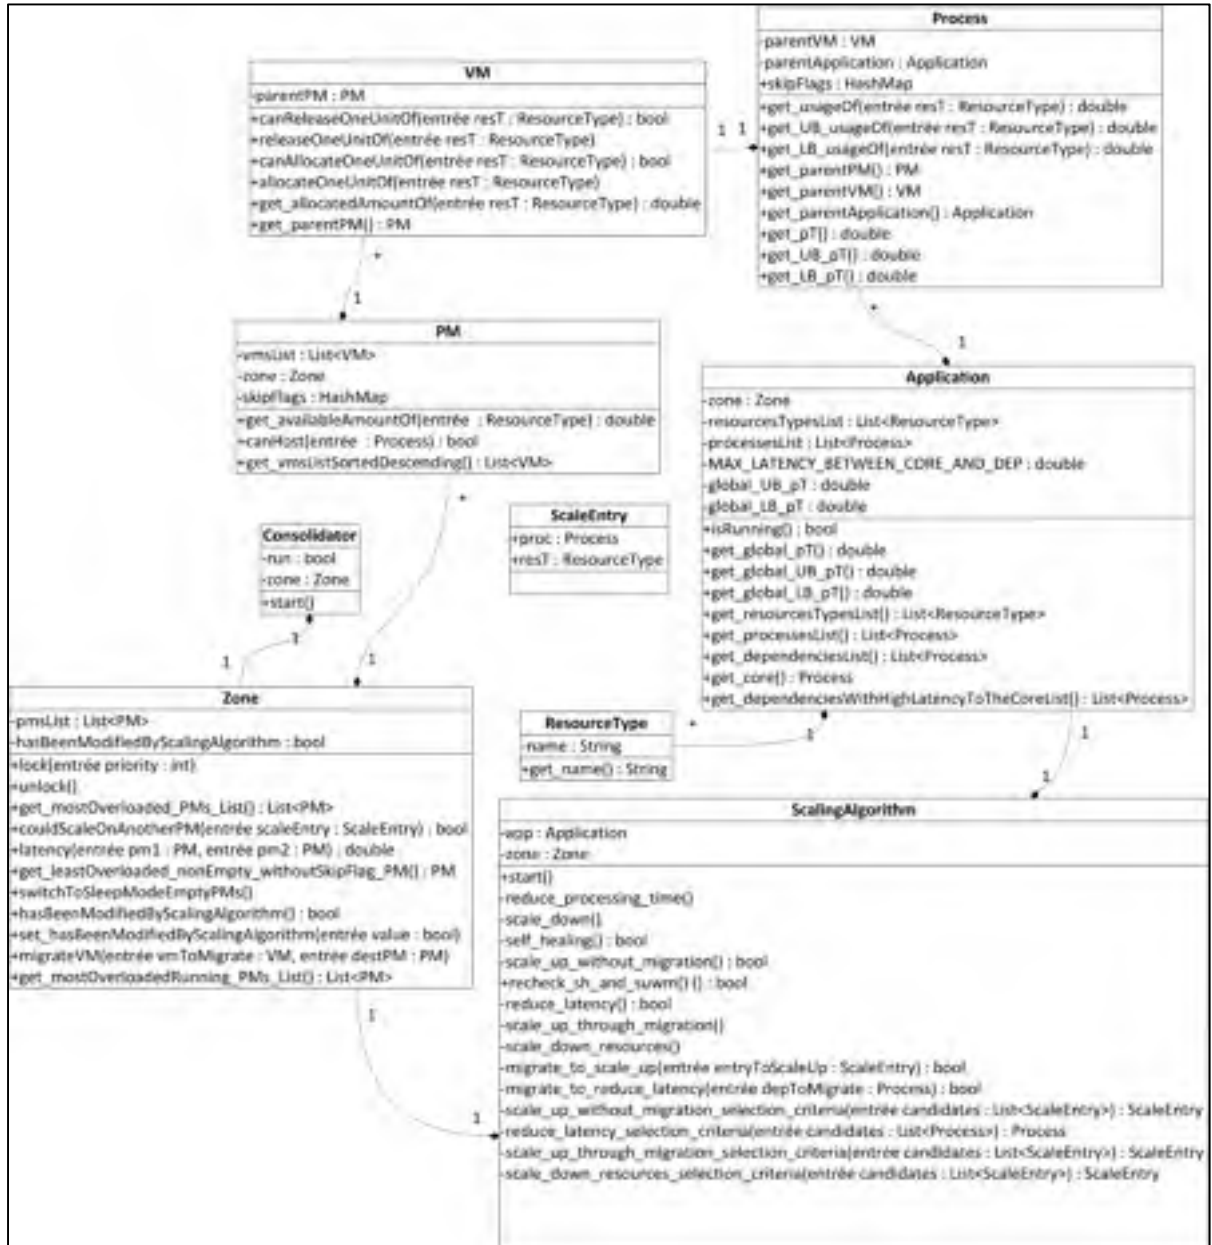 Process
-parentVM : VM
-parentApplication : Application
+skipFlags : HashMap
+get_usageOf(entrée resT : ResourceType) : double
+get_UB_usageOf(entrée resT : ResourceType) : double
+get_LB_usageOf(entrée resT : ResourceType) : double
+get_parentPM() : PM
+get_parentVM() : VM
+get_parentApplication() : Application
+get_pT() : double
+get_UB_pT() : double
+get_LB_pT() : double
VM
-parentPM : PM
+canReleaseOneUnitOf(entrée resT : ResourceType) : bool
+releaseOneUnitOf(entrée resT : ResourceType)
+canAllocateOneUnitOf(entrée resT : ResourceType) : bool
+allocateOneUnitOf(entrée resT : ResourceType)
+get_allocatedAmountOf(entrée resT : ResourceType) : double
+get_parentPM() : PM
1 1
*
1
*
1
PM
-vmsList : List<VM>
-zone : Zone
-skipFlags : HashMap
+get_availableAmountOf(entrée : ResourceType) : double
+canHost(entrée : Process) : bool
+get_vmsListSortedDescending() : List<VM>
*
1
Application
-zone : Zone
-resourcesTypesList : List<ResourceType>
-processesList : List<Process>
-MAX_LATENCY_BETWEEN_CORE_AND_DEP : double
-global_UB_pT : double
-global_LB_pT : double
+isRunning() : bool
+get_global_pT() : double
+get_global_UB_pT() : double
+get_global_LB_pT() : double
+get_resourcesTypesList() : List<ResourceType>
+get_processesList() : List<Process>
+get_dependenciesList() : List<Process>
+get_core() : Process
+get_dependenciesWithHighLatencyToTheCoreList() : List<Process>
ScaleEntry
+proc : Process
+resT : ResourceType
Consolidator
-run : bool
-zone : Zone
+start()
1
1
Zone
-pmsList : List<PM>
-hasBeenModifiedByScalingAlgorithm : bool
+lock(entrée priority : int)
+unlock()
+get_mostOverloaded_PMs_List() : List<PM>
+couldScaleOnAnotherPM(entrée scaleEntry : ScaleEntry) : bool
+latency(entrée pm1 : PM, entrée pm2 : PM) : double
+get_leastOverloaded_nonEmpty_withoutSkipFlag_PM() : PM
+switchToSleepModeEmptyPMs()
+hasBeenModifiedByScalingAlgorithm() : bool
+set_hasBeenModifiedByScalingAlgorithm(entrée value : bool)
+migrateVM(entrée vmToMigrate : VM, entrée destPM : PM)
+get_mostOverloadedRunning_PMs_List() : List<PM>
1
1
ResourceType
-name : String
+get_name() : String
*
1
1
1
ScalingAlgorithm
-app : Application
-zone : Zone
+start()
-reduce_processing_time()
-scale_down()
-self_healing() : bool
-scale_up_without_migration() : bool
+recheck_sh_and_suwm() () : bool
-reduce_latency() : bool
-scale_up_through_migration()
-scale_down_resources()
-migrate_to_scale_up(entrée entryToScaleUp : ScaleEntry) : bool
-migrate_to_reduce_latency(entrée depToMigrate : Process) : bool
-scale_up_without_migration_selection_criteria(entrée candidates : List<ScaleEntry>) : ScaleEntry
-reduce_latency_selection_criteria(entrée candidates : List<Process>) : Process
-scale_up_through_migration_selection_criteria(entrée candidates : List<ScaleEntry>) : ScaleEntry
-scale_down_resources_selection_criteria(entrée candidates : List<ScaleEntry>) : ScaleEntry